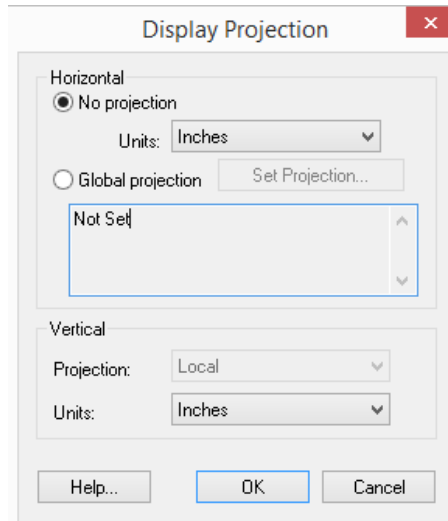 Display Projection
Horizontal
No projection
Units: Inches
Global projection Set Projection...
Not Set
Vertical
Projection: Local
Units: Inches
Help... OK Cancel